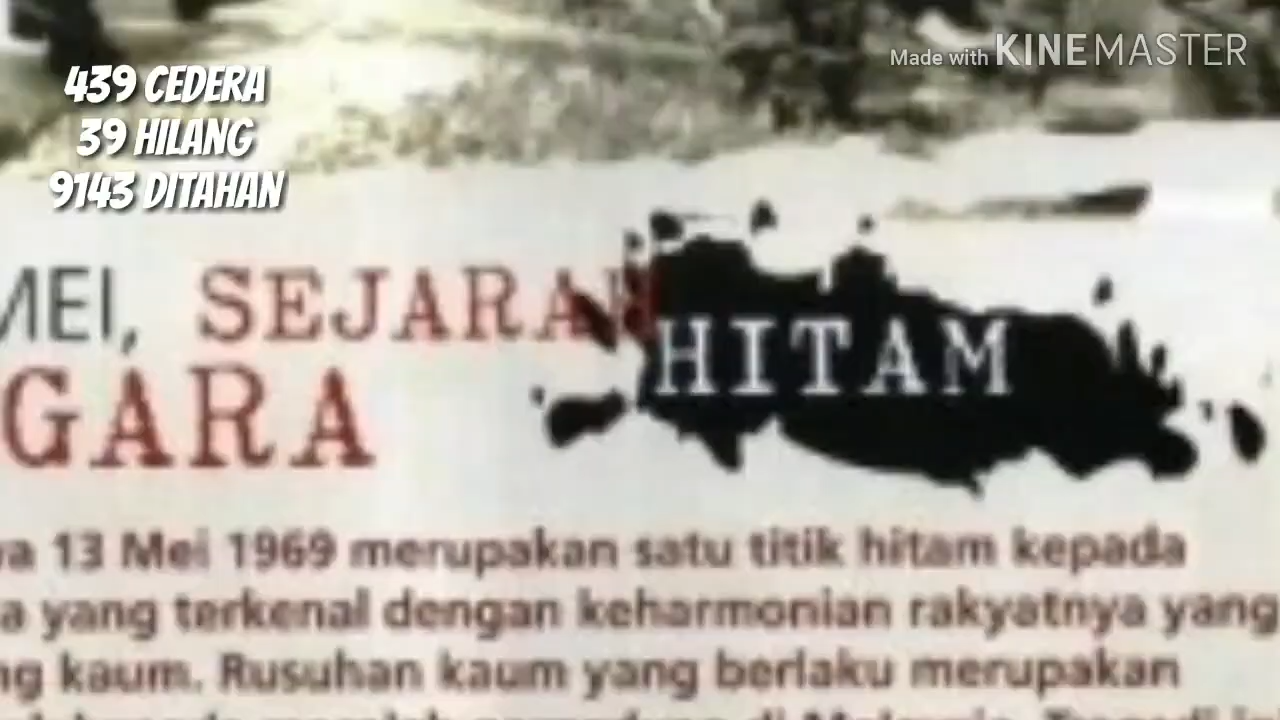 Made with KINEMASTER
439 CEDERA
39 HILANG
9143 DITAHAN
MEI, SEJARAH HITAM
GARA
13 Mei 1969 merupakan satu titik hitam kepada
yang terkenal dengan keharmonian rakyatnya yang
kaum. Rusuhan kaum yang berlaku merupakan